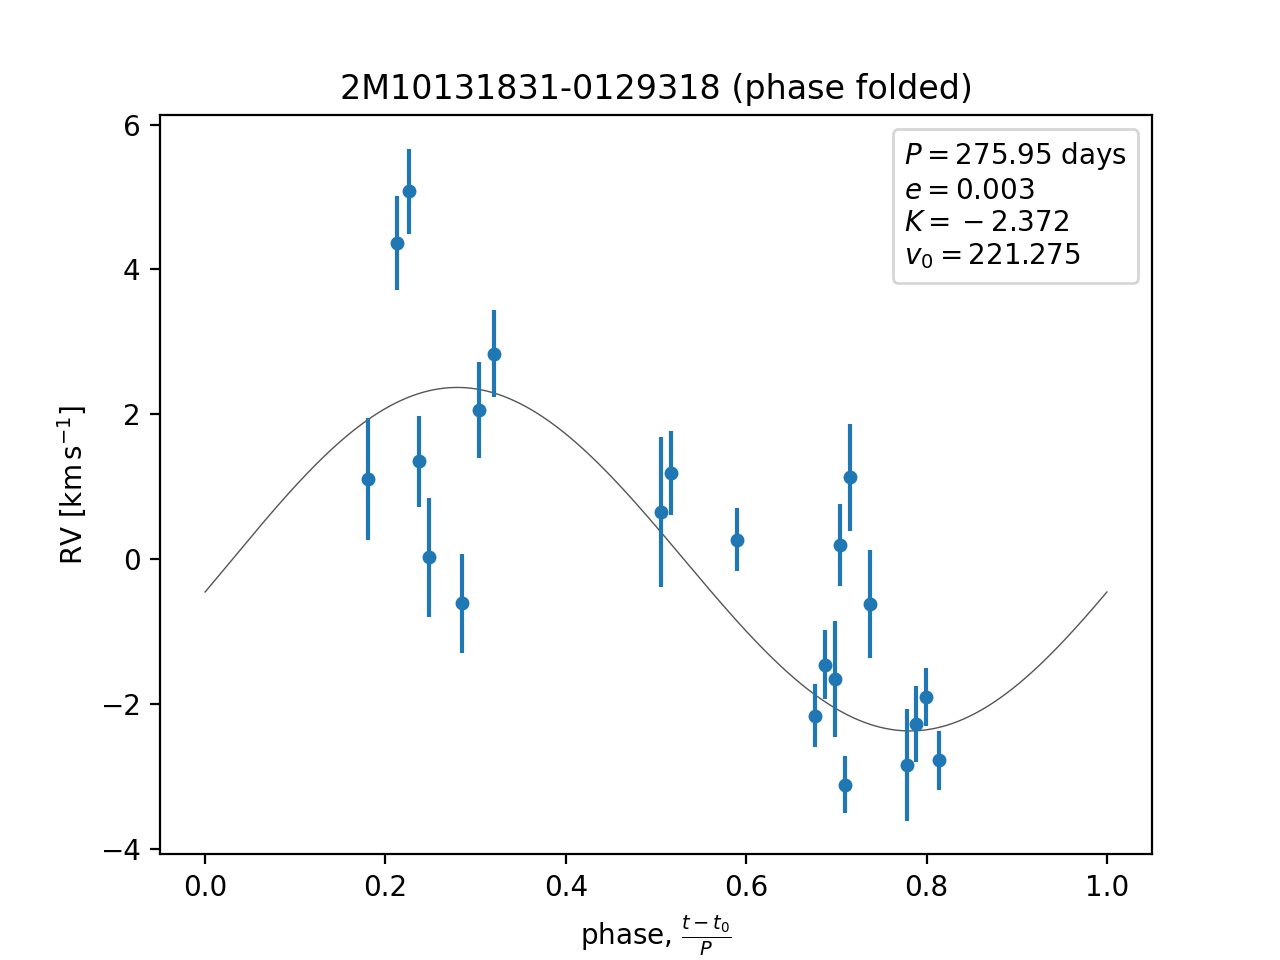 2M10131831-0129318 (phase folded)
P = 275.95 days
e = 0.003
K = −2.372
v₀ = 221.275
6
4
2
0
−2
−4
RV [km s⁻¹]
0.0 0.2 0.4 0.6 0.8 1.0
phase, (t − t₀)/P